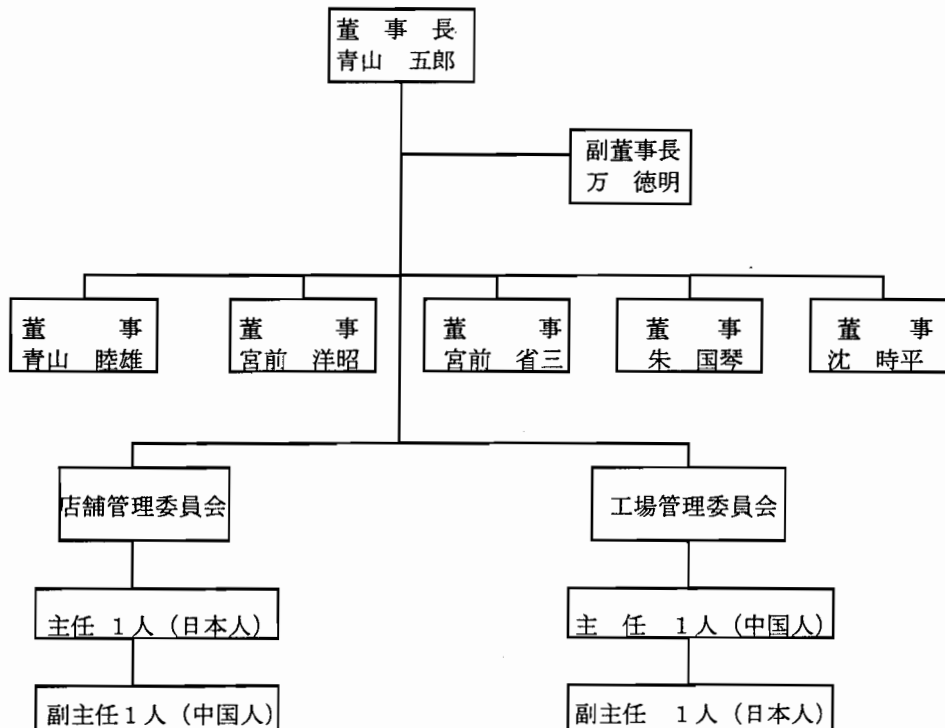 董　事　長
青山　五郎
副董事長
万　徳明
董　　　事
青山　睦雄
董　　　事
宮前　洋昭
董　　　事
宮前　省三
董　　　事
朱　国琴
董　　　事
沈　時平
店舗管理委員会
工場管理委員会
主任 1人（日本人）
主　任　1人（中国人）
副主任1人（中国人）
副主任　1人（日本人）